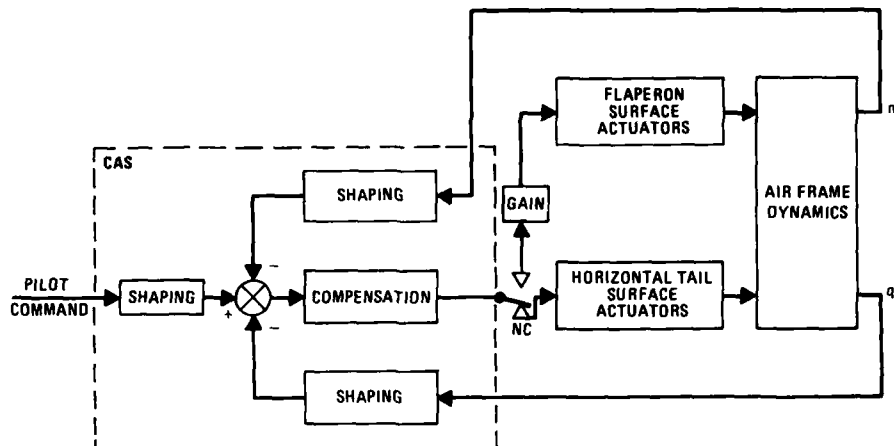 CAS
PILOT
COMMAND
SHAPING
+
-
-
SHAPING
COMPENSATION
SHAPING
NC
GAIN
FLAPERON
SURFACE
ACTUATORS
HORIZONTAL TAIL
SURFACE
ACTUATORS
AIR FRAME
DYNAMICS
n
q